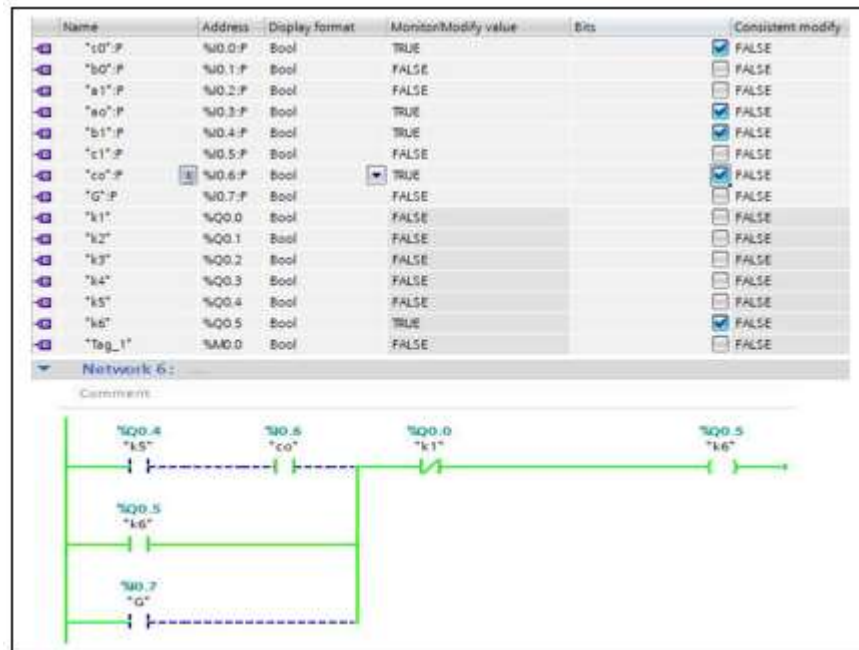 Name Address Display format Monitor/Modify value Bits Consistent modify
"c0":P %I0.0:P Bool TRUE FALSE
"b0":P %I0.1:P Bool FALSE FALSE
"a1":P %I0.2:P Bool FALSE FALSE
"ao":P %I0.3:P Bool TRUE FALSE
"b1":P %I0.4:P Bool TRUE FALSE
"c1":P %I0.5:P Bool FALSE FALSE
"co":P %I0.6:P Bool TRUE FALSE
"G":P %I0.7:P Bool FALSE FALSE
"k1" %Q0.0 Bool FALSE FALSE
"k2" %Q0.1 Bool FALSE FALSE
"k3" %Q0.2 Bool FALSE FALSE
"k4" %Q0.3 Bool FALSE FALSE
"k5" %Q0.4 Bool FALSE FALSE
"k6" %Q0.5 Bool TRUE FALSE
"Tag_1" %M0.0 Bool FALSE FALSE
Network 6: ....
Comment
%Q0.4 %I0.6 %Q0.0 %Q0.5
"k5" "co" "k1" "k6"
%Q0.5
"k6"
%I0.7
"G"